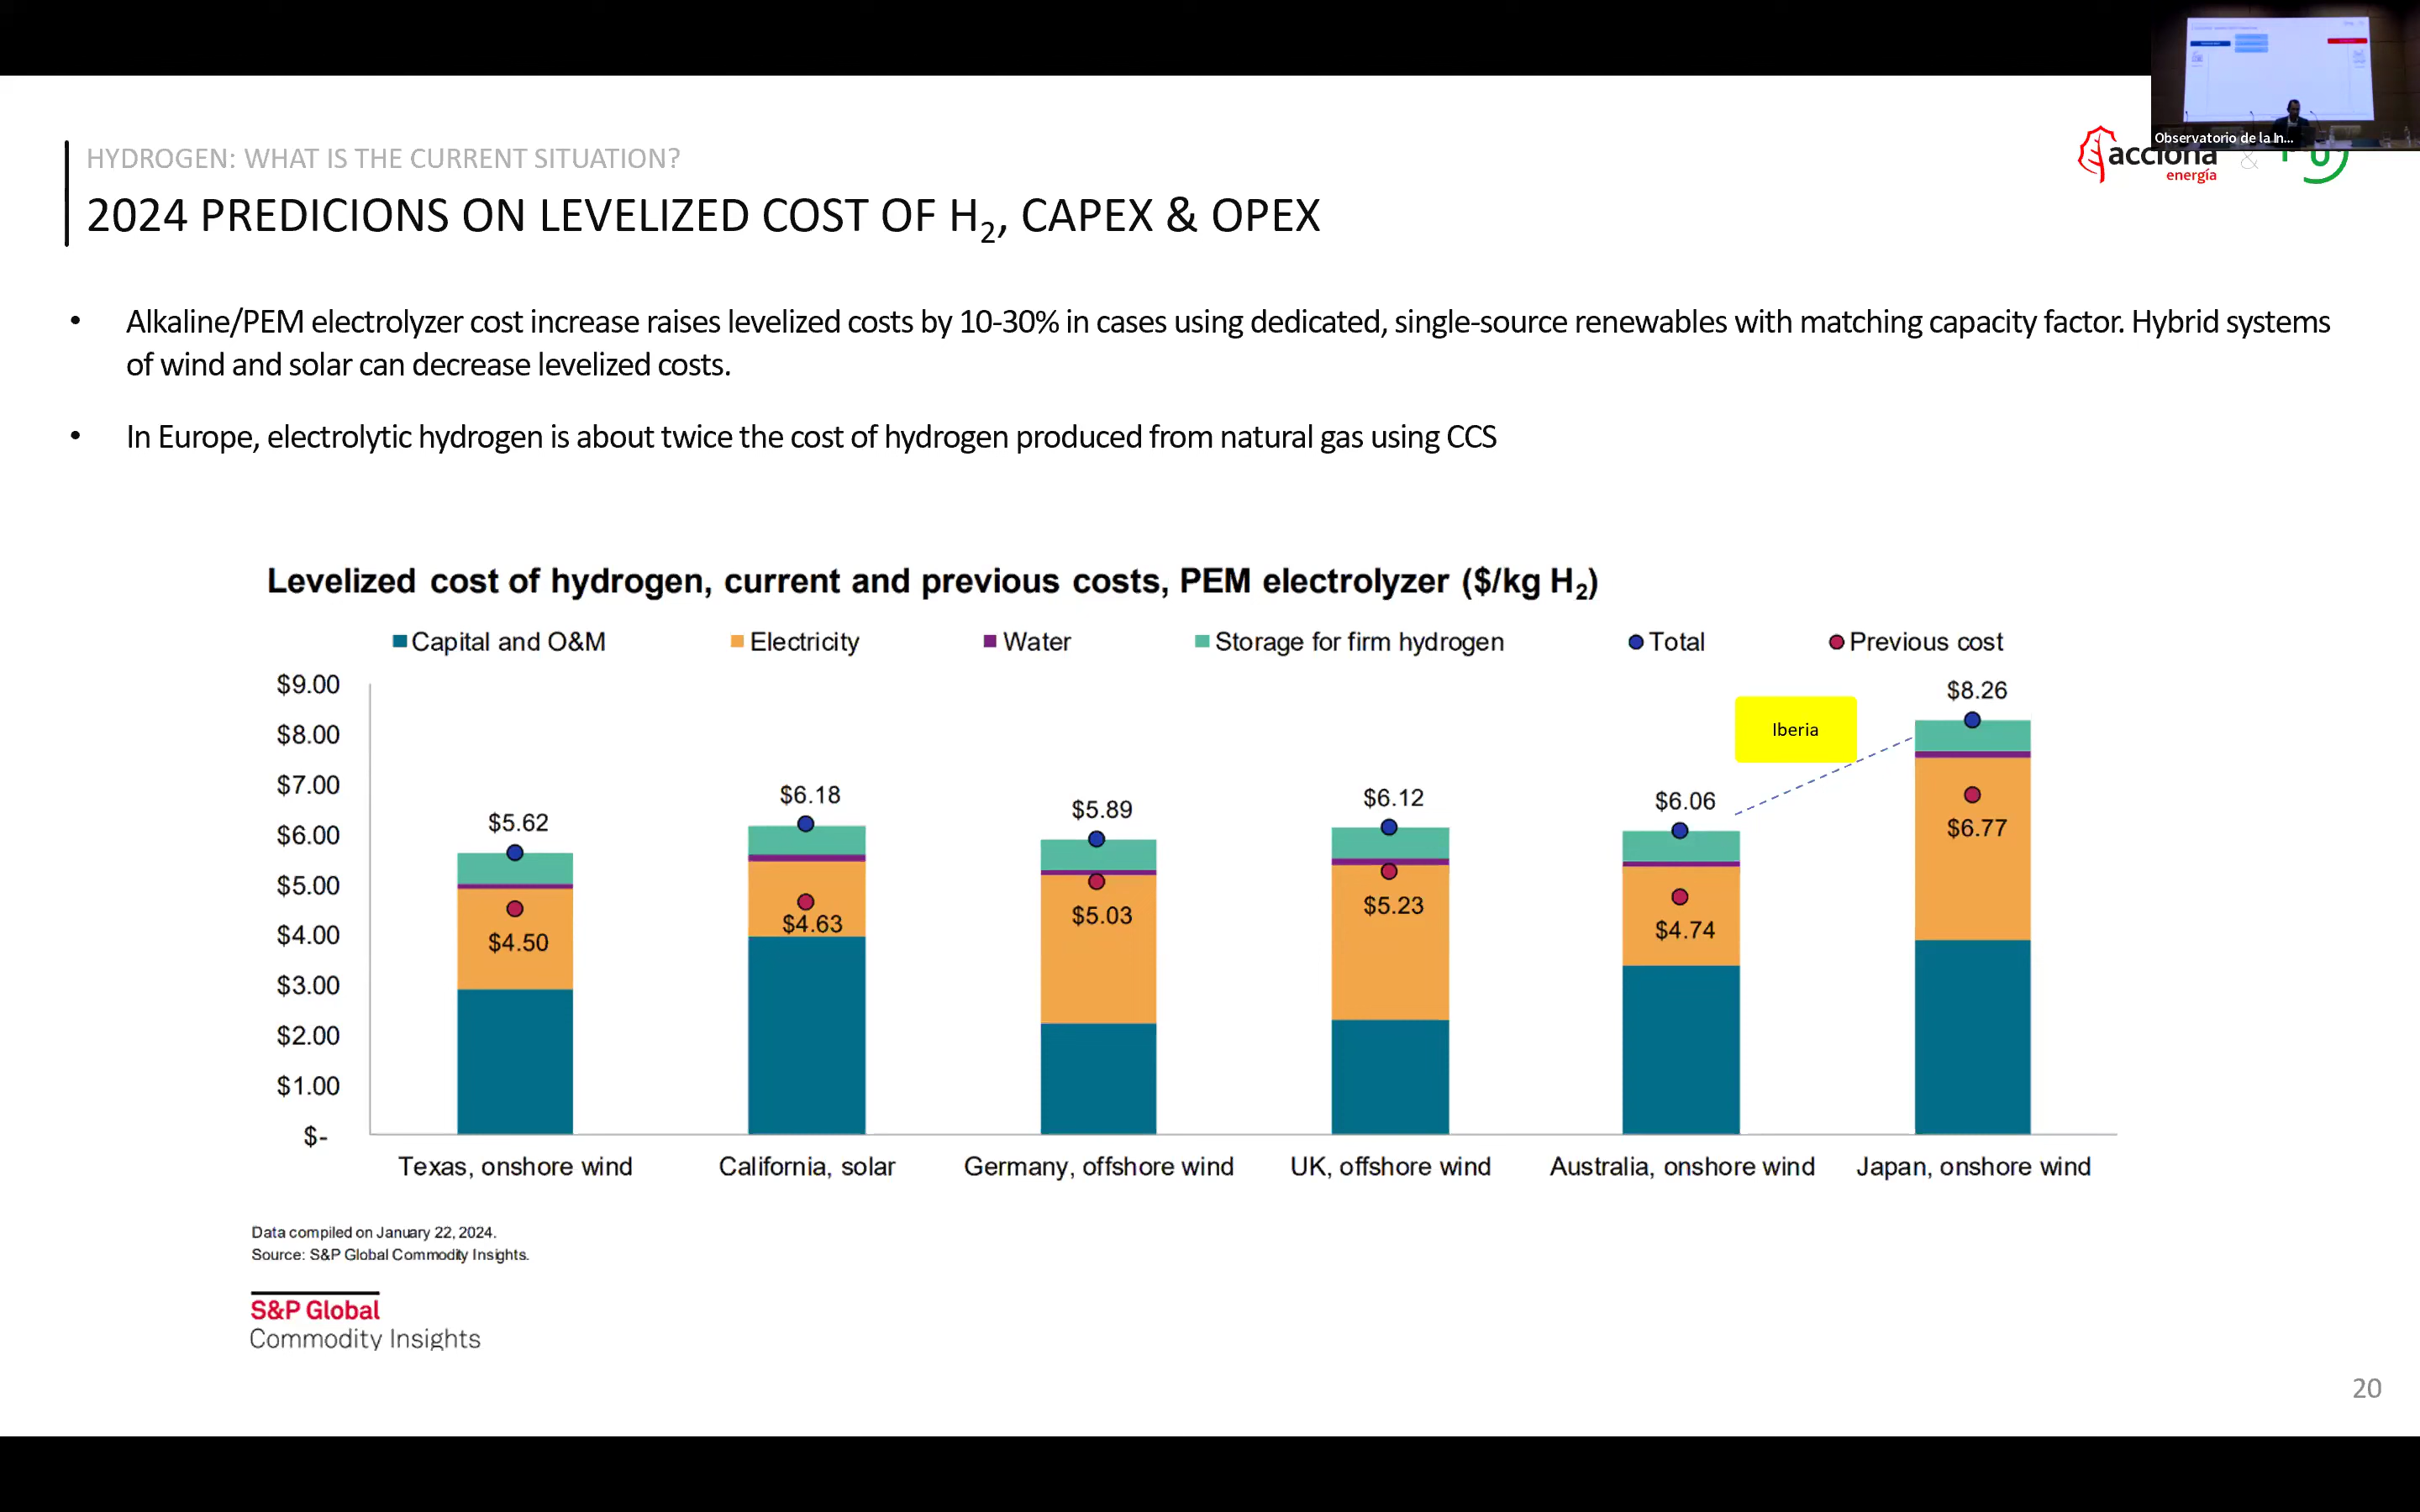 Observatorio de la In...
acciona
energía
&
HYDROGEN: WHAT IS THE CURRENT SITUATION?
2024 PREDICIONS ON LEVELIZED COST OF H2, CAPEX & OPEX
• Alkaline/PEM electrolyzer cost increase raises levelized costs by 10-30% in cases using dedicated, single-source renewables with matching capacity factor. Hybrid systems
of wind and solar can decrease levelized costs.
• In Europe, electrolytic hydrogen is about twice the cost of hydrogen produced from natural gas using CCS
Levelized cost of hydrogen, current and previous costs, PEM electrolyzer ($/kg H2)
Capital and O&M Electricity Water Storage for firm hydrogen Total Previous cost
$9.00
$8.00
$7.00
$6.00
$5.00
$4.00
$3.00
$2.00
$1.00
$-
$5.62
$4.50
$6.18
$4.63
$5.89
$5.03
$6.12
$5.23
$6.06
$4.74
Iberia
$8.26
$6.77
Texas, onshore wind California, solar Germany, offshore wind UK, offshore wind Australia, onshore wind Japan, onshore wind
Data compiled on January 22, 2024.
Source: S&P Global Commodity Insights.
S&P Global
Commodity Insights
20